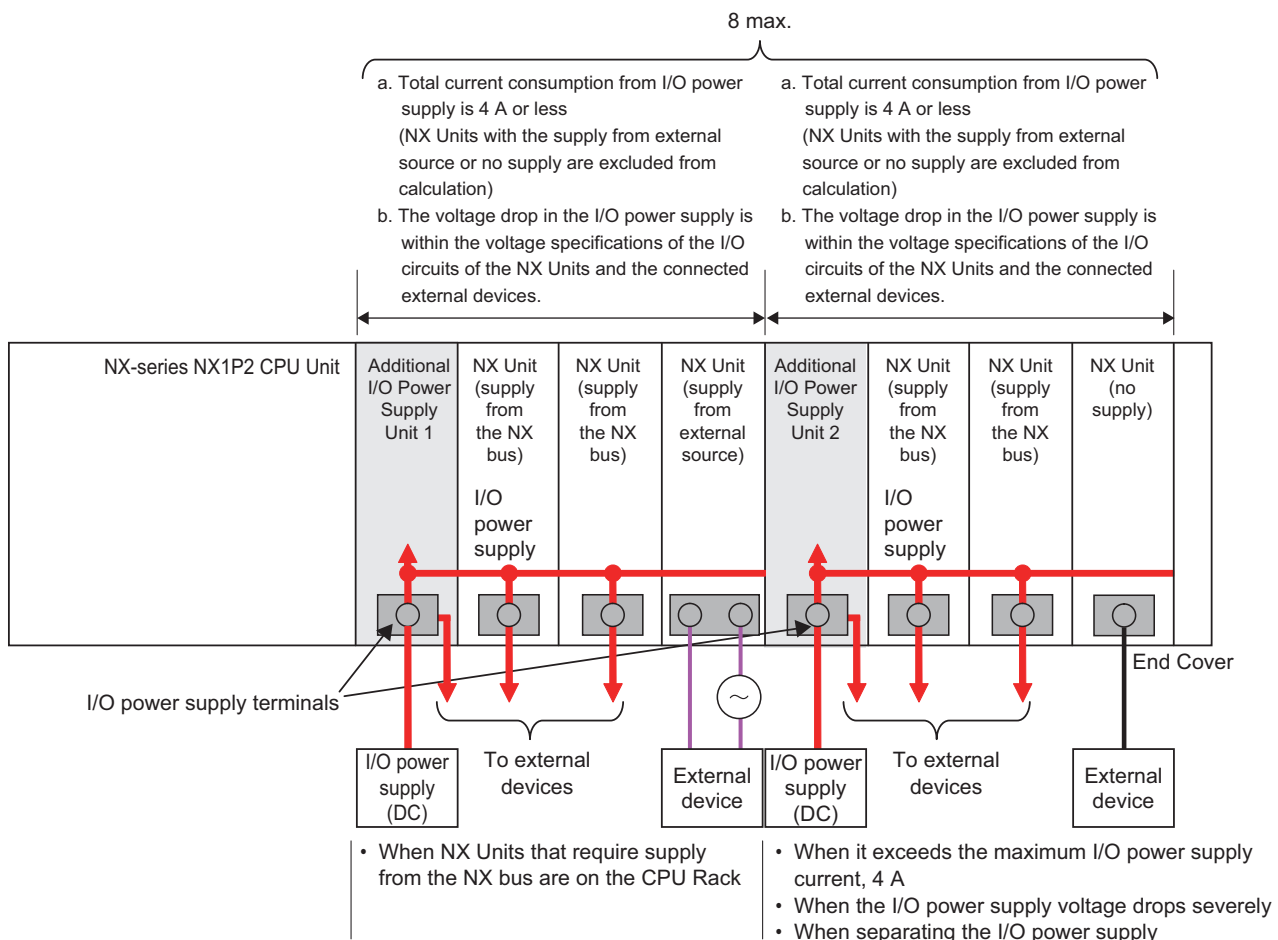 8 max.
a. Total current consumption from I/O power
supply is 4 A or less
(NX Units with the supply from external
source or no supply are excluded from
calculation)
b. The voltage drop in the I/O power supply is
within the voltage specifications of the I/O
circuits of the NX Units and the connected
external devices.
a. Total current consumption from I/O power
supply is 4 A or less
(NX Units with the supply from external
source or no supply are excluded from
calculation)
b. The voltage drop in the I/O power supply is
within the voltage specifications of the I/O
circuits of the NX Units and the connected
external devices.
NX-series NX1P2 CPU Unit
Additional
I/O Power
Supply
Unit 1
NX Unit
(supply
from
the NX
bus)
NX Unit
(supply
from
the NX
bus)
NX Unit
(supply
from
external
source)
Additional
I/O Power
Supply
Unit 2
NX Unit
(supply
from
the NX
bus)
NX Unit
(supply
from
the NX
bus)
NX Unit
(no
supply)
I/O
power
supply
I/O
power
supply
End Cover
I/O power supply terminals
I/O power
supply
(DC)
To external
devices
External
device
I/O power
supply
(DC)
To external
devices
External
device
• When NX Units that require supply
from the NX bus are on the CPU Rack
• When it exceeds the maximum I/O power supply
current, 4 A
• When the I/O power supply voltage drops severely
• When separating the I/O power supply